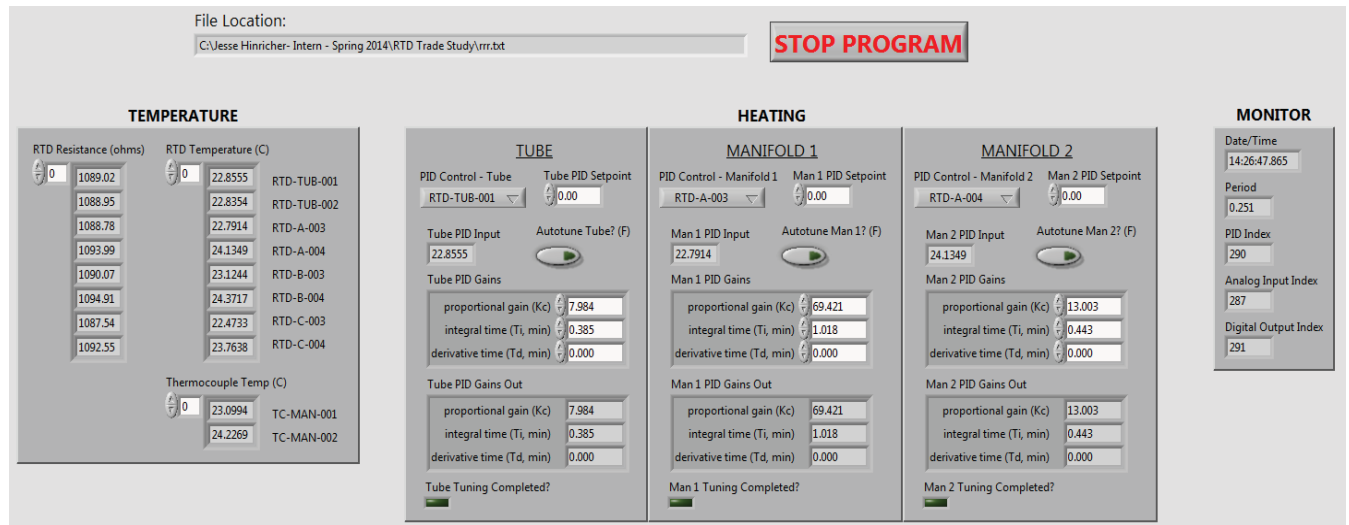 File Location:
C:\Jesse Hinricher- Intern - Spring 2014\RTD Trade Study\rrr.txt
STOP PROGRAM
TEMPERATURE
RTD Resistance (ohms) RTD Temperature (C)
0 1089.02 0 22.8555 RTD-TUB-001
1088.95 22.8354 RTD-TUB-002
1088.78 22.7914 RTD-A-003
1093.99 24.1349 RTD-A-004
1090.07 23.1244 RTD-B-003
1094.91 24.3717 RTD-B-004
1087.54 22.4733 RTD-C-003
1092.55 23.7638 RTD-C-004
Thermocouple Temp (C)
0 23.0994 TC-MAN-001
24.2269 TC-MAN-002
HEATING
TUBE
PID Control - Tube Tube PID Setpoint
RTD-TUB-001 0.00
Tube PID Input Autotune Tube? (F)
22.8555
Tube PID Gains
proportional gain (Kc) 7.984
integral time (Ti, min) 0.385
derivative time (Td, min) 0.000
Tube PID Gains Out
proportional gain (Kc) 7.984
integral time (Ti, min) 0.385
derivative time (Td, min) 0.000
Tube Tuning Completed?
MANIFOLD 1
PID Control - Manifold 1 Man 1 PID Setpoint
RTD-A-003 0.00
Man 1 PID Input Autotune Man 1? (F)
22.7914
Man 1 PID Gains
proportional gain (Kc) 69.421
integral time (Ti, min) 1.018
derivative time (Td, min) 0.000
Man 1 PID Gains Out
proportional gain (Kc) 69.421
integral time (Ti, min) 1.018
derivative time (Td, min) 0.000
Man 1 Tuning Completed?
MANIFOLD 2
PID Control - Manifold 2 Man 2 PID Setpoint
RTD-A-004 0.00
Man 2 PID Input Autotune Man 2? (F)
24.1349
Man 2 PID Gains
proportional gain (Kc) 13.003
integral time (Ti, min) 0.443
derivative time (Td, min) 0.000
Man 2 PID Gains Out
proportional gain (Kc) 13.003
integral time (Ti, min) 0.443
derivative time (Td, min) 0.000
Man 2 Tuning Completed?
MONITOR
Date/Time
14:26:47.865
Period
0.251
PID Index
290
Analog Input Index
287
Digital Output Index
291